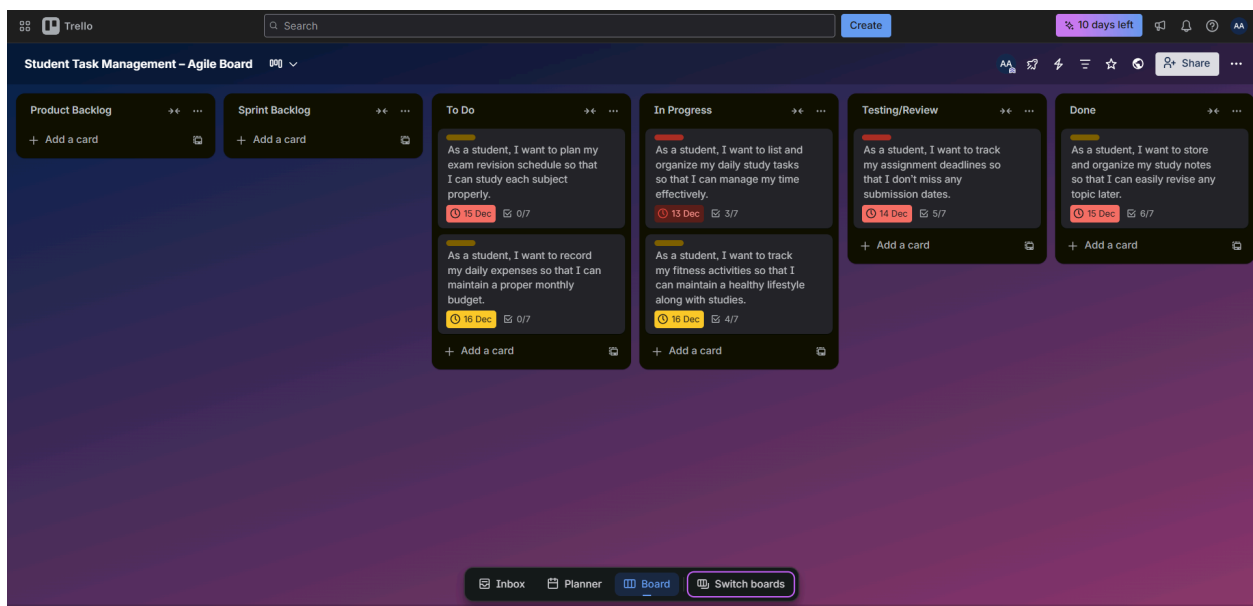 Trello
Search
Create
10 days left
AA
Student Task Management – Agile Board
AA
Share
Product Backlog
Add a card
Sprint Backlog
Add a card
To Do
As a student, I want to plan my
exam revision schedule so that
I can study each subject
properly.
15 Dec
0/7
As a student, I want to record
my daily expenses so that I can
maintain a proper monthly
budget.
16 Dec
0/7
Add a card
In Progress
As a student, I want to list and
organize my daily study tasks
so that I can manage my time
effectively.
13 Dec
3/7
As a student, I want to track
my fitness activities so that I
can maintain a healthy lifestyle
along with studies.
16 Dec
4/7
Add a card
Testing/Review
As a student, I want to track
my assignment deadlines so
that I don't miss any
submission dates.
14 Dec
5/7
Add a card
Done
As a student, I want to store
and organize my study notes
so that I can easily revise any
topic later.
15 Dec
6/7
Add a card
Inbox
Planner
Board
Switch boards